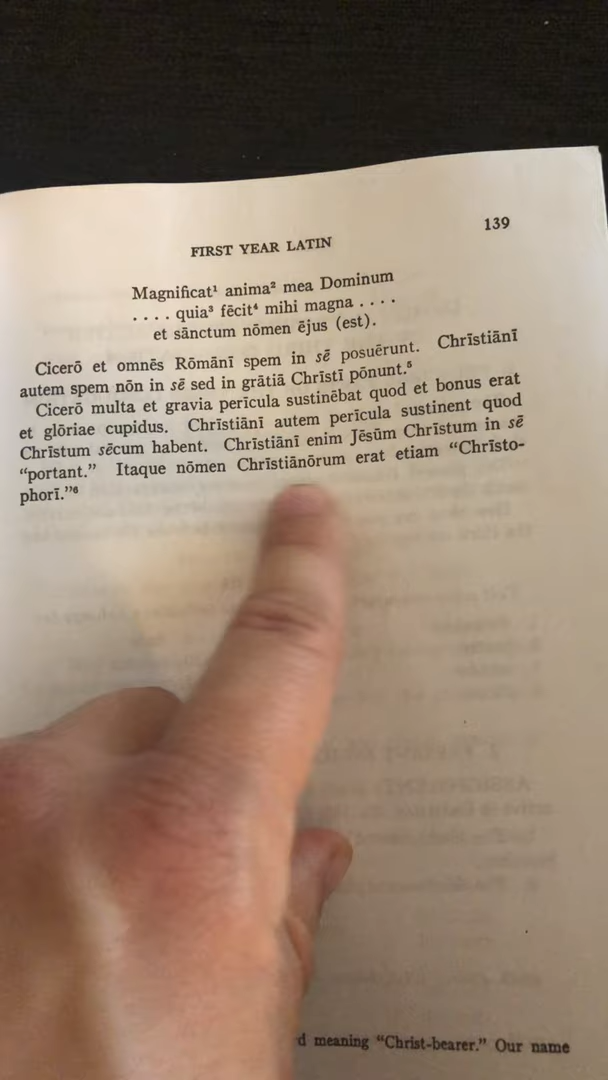 139
FIRST YEAR LATIN
Magnificat¹ anima² mea Dominum
. . . . quia³ fēcit⁴ mihi magna . . . .
et sānctum nōmen ējus (est).
Cicerō et omnēs Rōmānī spem in sē posuērunt. Chrīstiānī
autem spem nōn in sē sed in grātiā Chrīstī pōnunt.⁵
Cicerō multa et gravia perīcula sustinēbat quod et bonus erat
et glōriae cupidus. Chrīstiānī autem perīcula sustinent quod
Chrīstum sēcum habent. Chrīstiānī enim Jēsūm Chrīstum in sē
“portant.” Itaque nōmen Chrīstiānōrum erat etiam “Chrīsto-
phorī.”⁶
meaning “Christ-bearer.” Our name